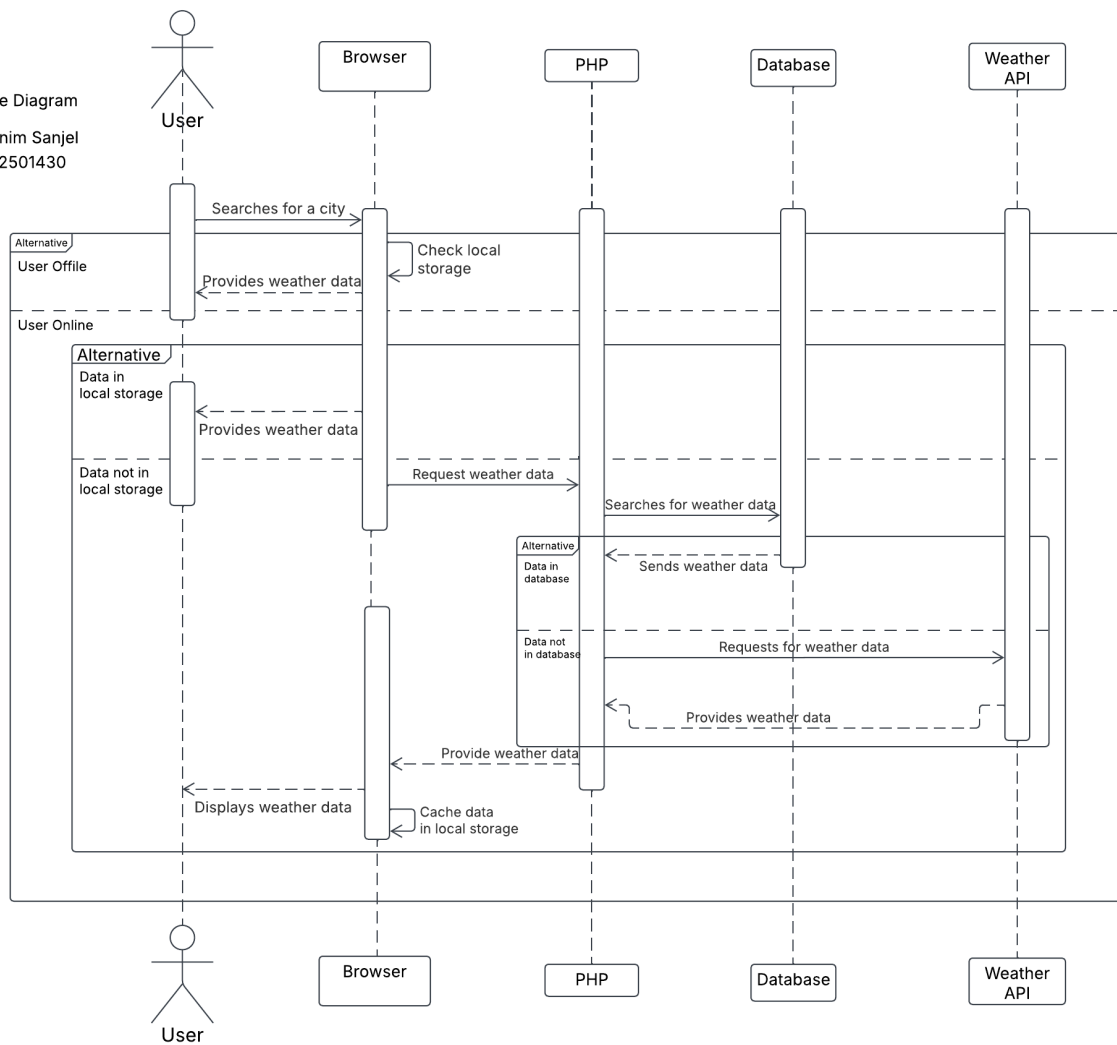 Browser
PHP
Database
Weather
API
e Diagram
User
nim Sanjel
2501430
Searches for a city
Alternative
Check local
storage
User Offile
Provides weather data
User Online
Alternative
Data in
local storage
Provides weather data
Data not in
local storage
Request weather data
Searches for weather data
Alternative
Data in
database
Sends weather data
Data not
in database
Requests for weather data
Provides weather data
Provide weather data
Displays weather data
Cache data
in local storage
Browser
PHP
Database
Weather
API
User